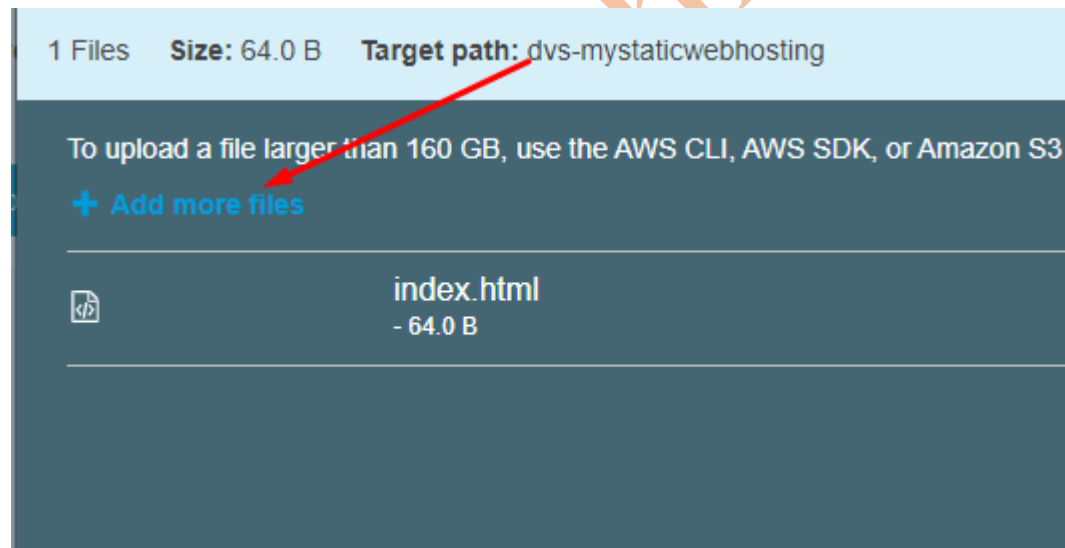 1 Files Size: 64.0 B Target path: dvs-mystaticwebhosting
To upload a file larger than 160 GB, use the AWS CLI, AWS SDK, or Amazon S3
+ Add more files
index.html
- 64.0 B